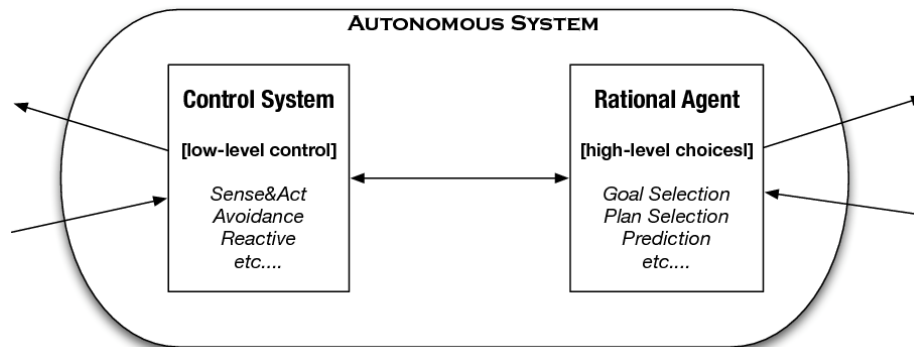 AUTONOMOUS SYSTEM
Control System
[low-level control]
Sense&Act
Avoidance
Reactive
etc....
Rational Agent
[high-level choicesl]
Goal Selection
Plan Selection
Prediction
etc....